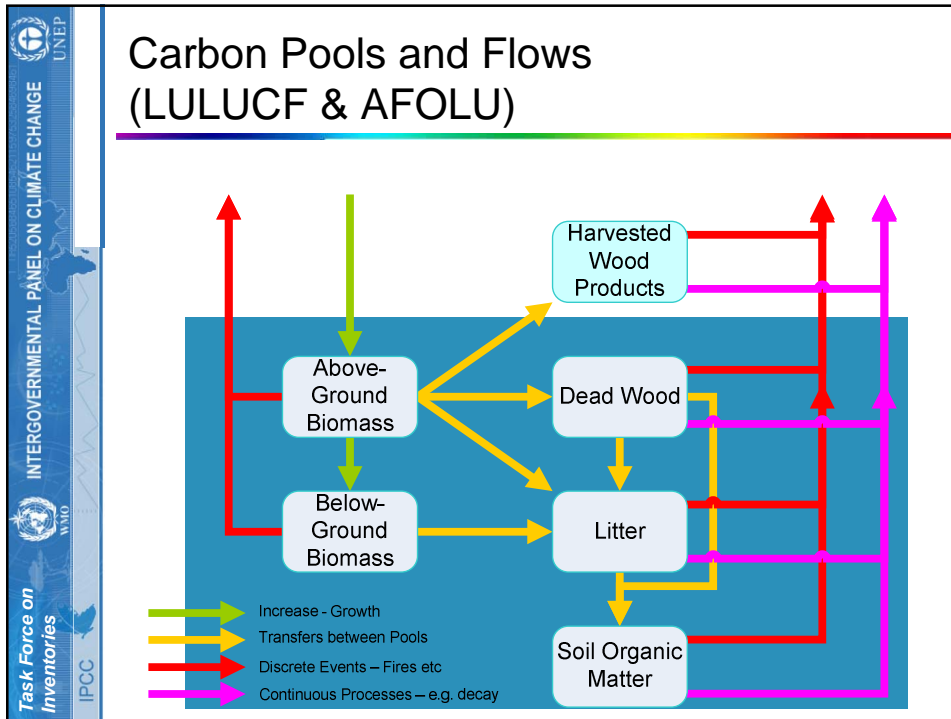 Carbon Pools and Flows
(LULUCF & AFOLU)
UNEP
INTERGOVERNMENTAL PANEL ON CLIMATE CHANGE
WMO
Task Force on
Inventories
IPCC
Harvested
Wood
Products
Above-
Ground
Biomass
Dead Wood
Below-
Ground
Biomass
Litter
Soil Organic
Matter
Increase - Growth
Transfers between Pools
Discrete Events – Fires etc
Continuous Processes – e.g. decay